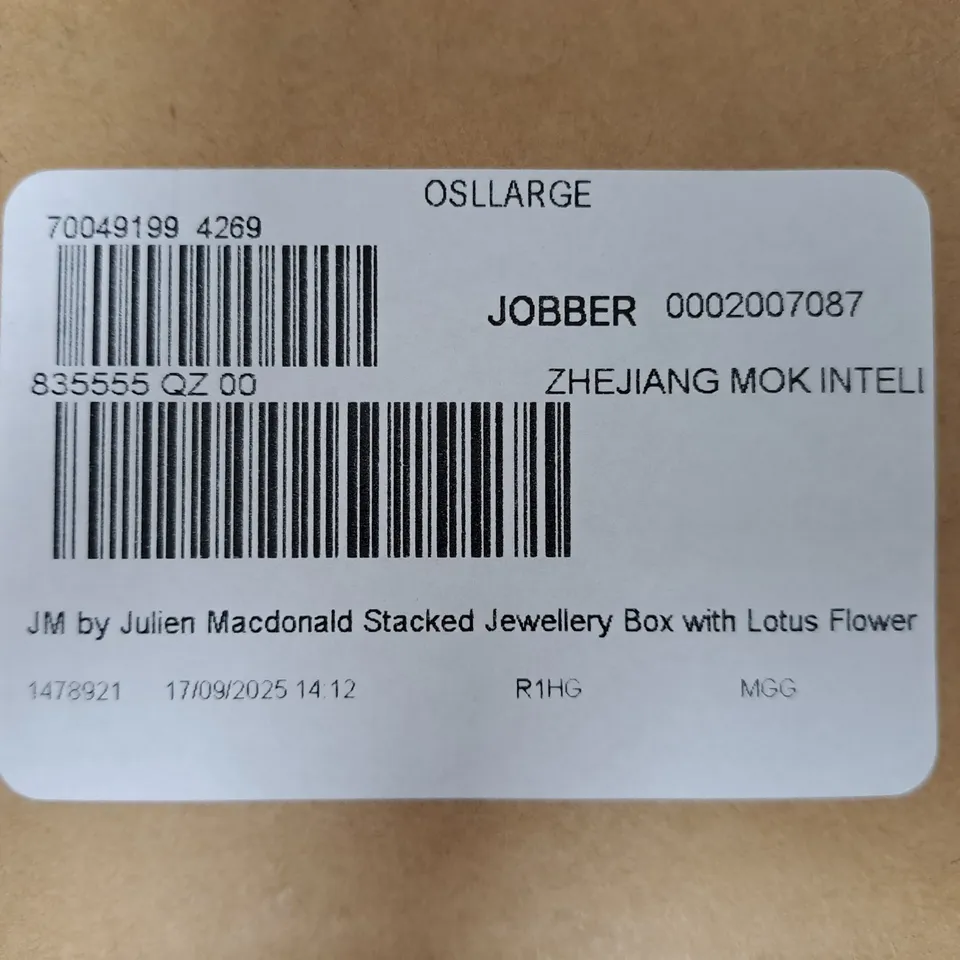 OSLLARGE
70049199 4269
JOBBER 0002007087
835555 QZ 00
ZHEJIANG MOK INTELI
JM by Julien Macdonald Stacked Jewellery Box with Lotus Flower
1478921 17/09/2025 14:12 R1HG MGG